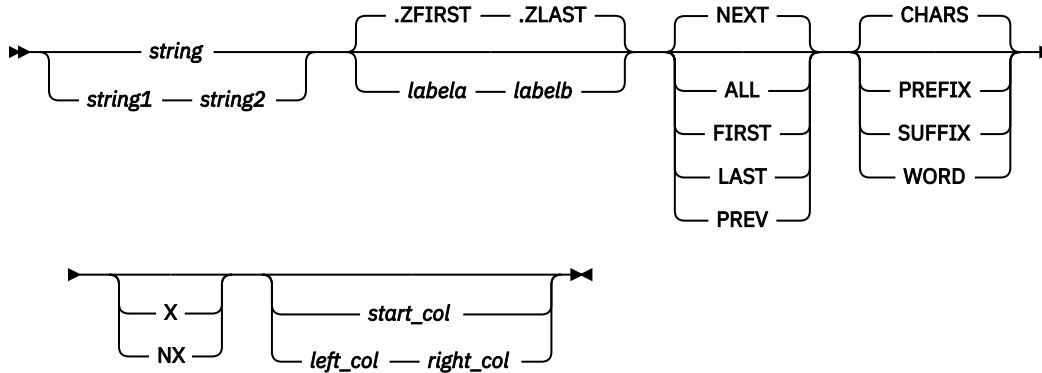 .ZFIRST .ZLAST NEXT CHARS
string
labela labelb ALL PREFIX
string1 string2
FIRST SUFFIX
LAST WORD
PREV
X start_col
NX left_col right_col